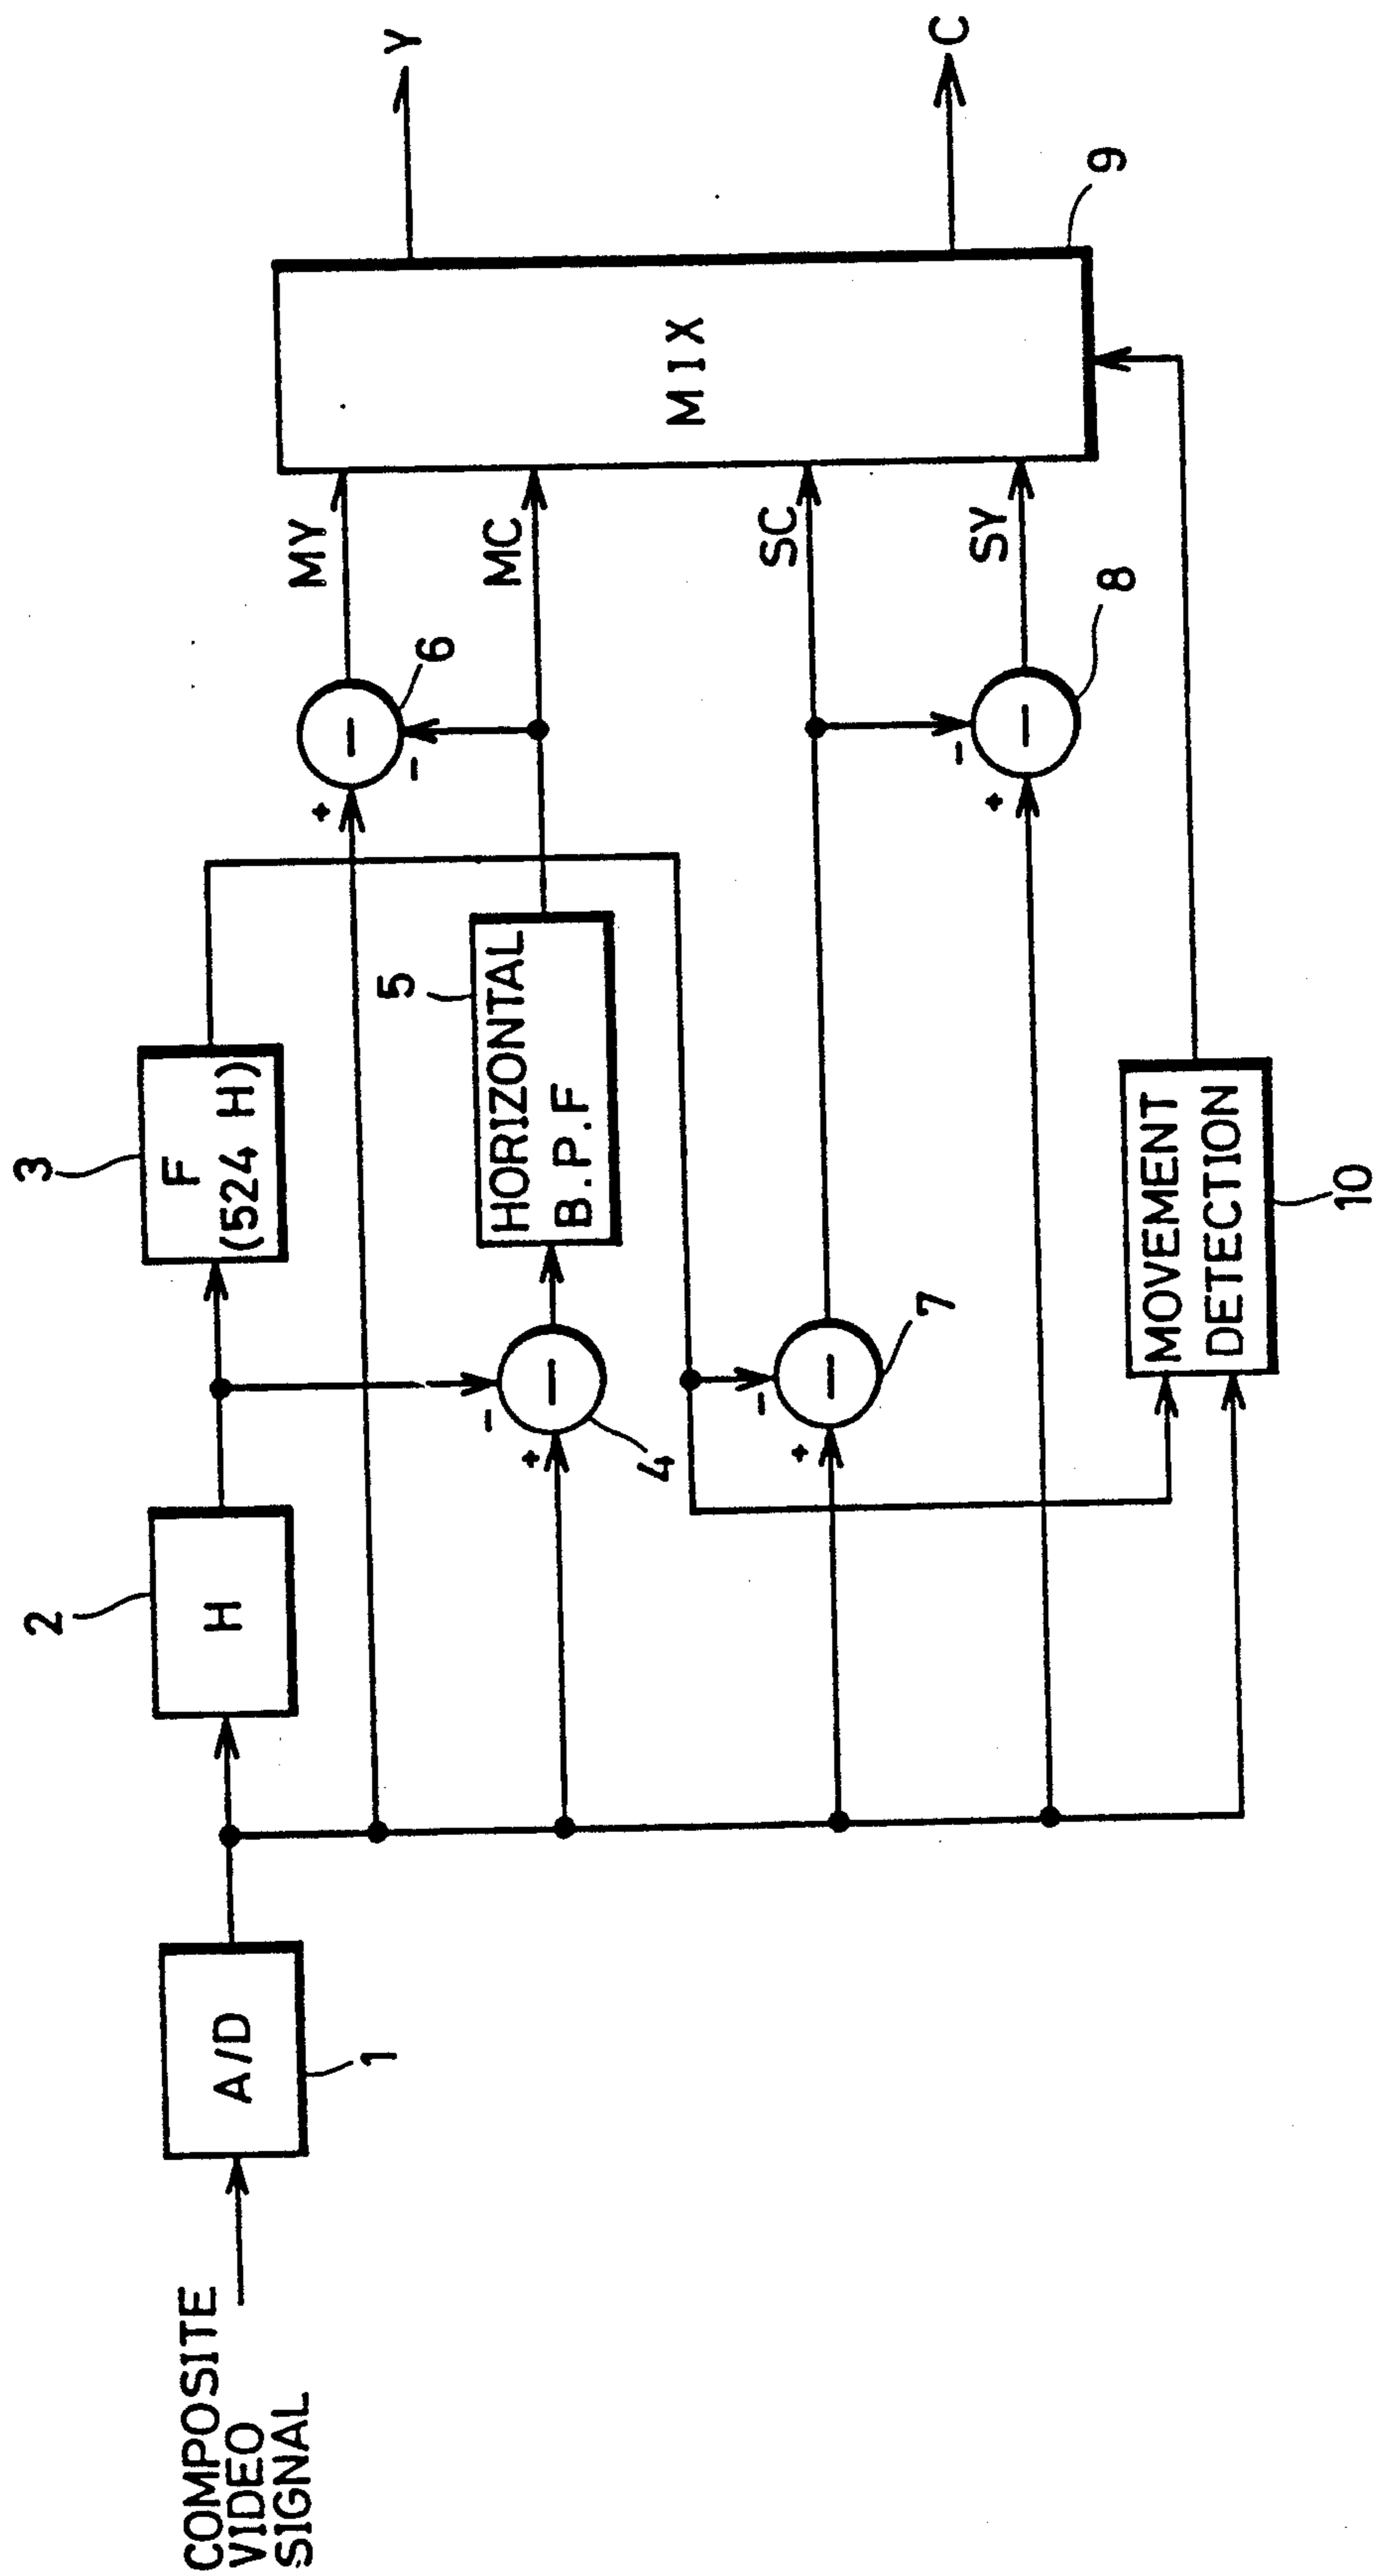 COMPOSITE
VIDEO
SIGNAL
A/D
1
H
2
F
(524 H)
3
-
+
-
4
HORIZONTAL
B.P.F
5
+
-
-
6
MY
MC
+
-
-
7
+
-
-
8
SC
SY
MOVEMENT
DETECTION
10
MIX
9
Y
C